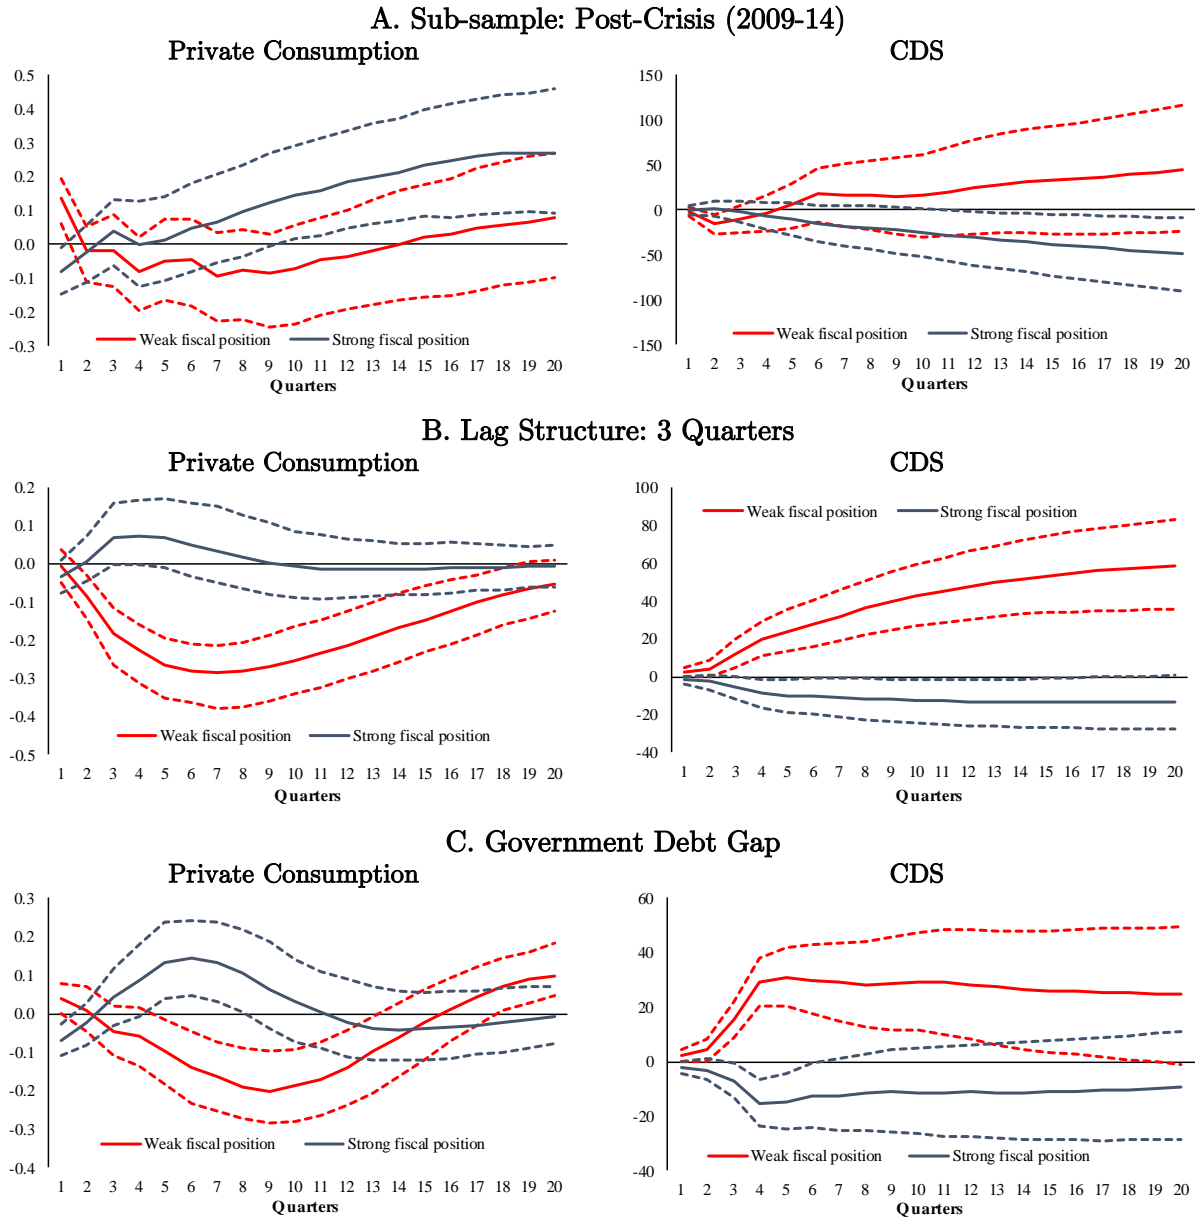 A. Sub-sample: Post-Crisis (2009-14)
Private Consumption
0.5
0.4
0.3
0.2
0.1
0.0
-0.1
-0.2
-0.3
Weak fiscal position
Strong fiscal position
1 2 3 4 5 6 7 8 9 10 11 12 13 14 15 16 17 18 19 20
Quarters
CDS
150
100
50
0
-50
-100
-150
Weak fiscal position
Strong fiscal position
1 2 3 4 5 6 7 8 9 10 11 12 13 14 15 16 17 18 19 20
Quarters
B. Lag Structure: 3 Quarters
Private Consumption
0.2
0.1
0.0
-0.1
-0.2
-0.3
-0.4
-0.5
Weak fiscal position
Strong fiscal position
1 2 3 4 5 6 7 8 9 10 11 12 13 14 15 16 17 18 19 20
Quarters
CDS
100
80
60
40
20
0
-20
-40
Weak fiscal position
Strong fiscal position
1 2 3 4 5 6 7 8 9 10 11 12 13 14 15 16 17 18 19 20
Quarters
C. Government Debt Gap
Private Consumption
0.3
0.2
0.1
0.0
-0.1
-0.2
-0.3
-0.4
Weak fiscal position
Strong fiscal position
1 2 3 4 5 6 7 8 9 10 11 12 13 14 15 16 17 18 19 20
Quarters
CDS
60
40
20
0
-20
-40
Weak fiscal position
Strong fiscal position
1 2 3 4 5 6 7 8 9 10 11 12 13 14 15 16 17 18 19 20
Quarters